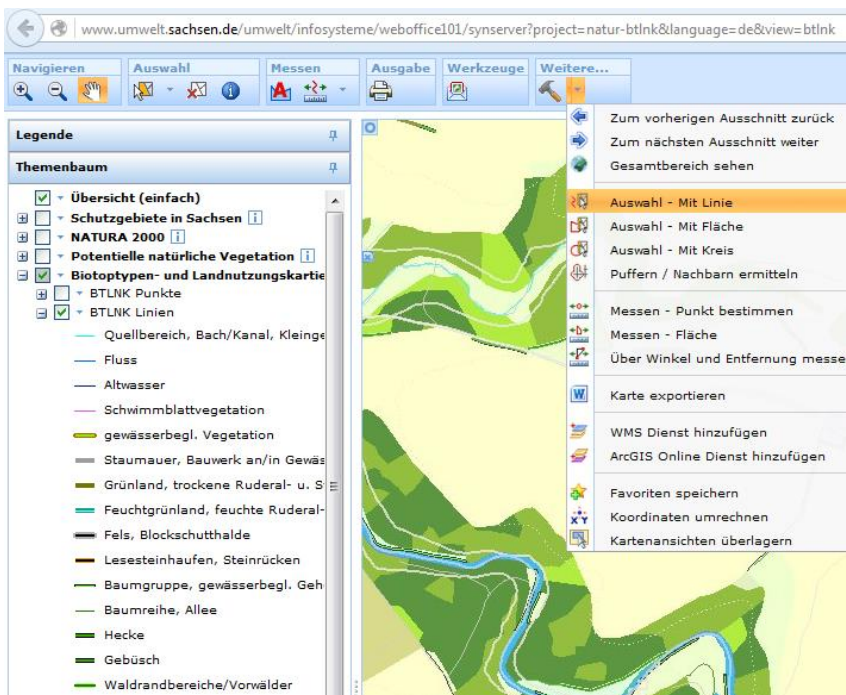 www.umwelt.sachsen.de/umwelt/infosysteme/weboffice101/synserver?project=natur-btlnk&language=de&view=btlnk
Navigieren
Auswahl
Messen
Ausgabe
Werkzeuge
Weitere...
Legende
Themenbaum
Übersicht (einfach)
Schutzgebiete in Sachsen
NATURA 2000
Potentielle natürliche Vegetation
Biotoptypen- und Landnutzungskartie
BTLNK Punkte
BTLNK Linien
Quellbereich, Bach/Kanal, Kleinge
Fluss
Altwasser
Schwimmblattvegetation
gewässerbegl. Vegetation
Staumauer, Bauwerk an/in Gewäs
Grünland, trockene Ruderal- u. S
Feuchtgrünland, feuchte Ruderal-
Fels, Blockschutthalde
Lesesteinhaufen, Steinrücken
Baumgruppe, gewässerbegl. Geh
Baumreihe, Allee
Hecke
Gebüsch
Waldrandbereiche/Vorwälder
Zum vorherigen Ausschnitt zurück
Zum nächsten Ausschnitt weiter
Gesamtbereich sehen
Auswahl - Mit Linie
Auswahl - Mit Fläche
Auswahl - Mit Kreis
Puffern / Nachbarn ermitteln
Messen - Punkt bestimmen
Messen - Fläche
Über Winkel und Entfernung messe
Karte exportieren
WMS Dienst hinzufügen
ArcGIS Online Dienst hinzufügen
Favoriten speichern
Koordinaten umrechnen
Kartenansichten überlagern